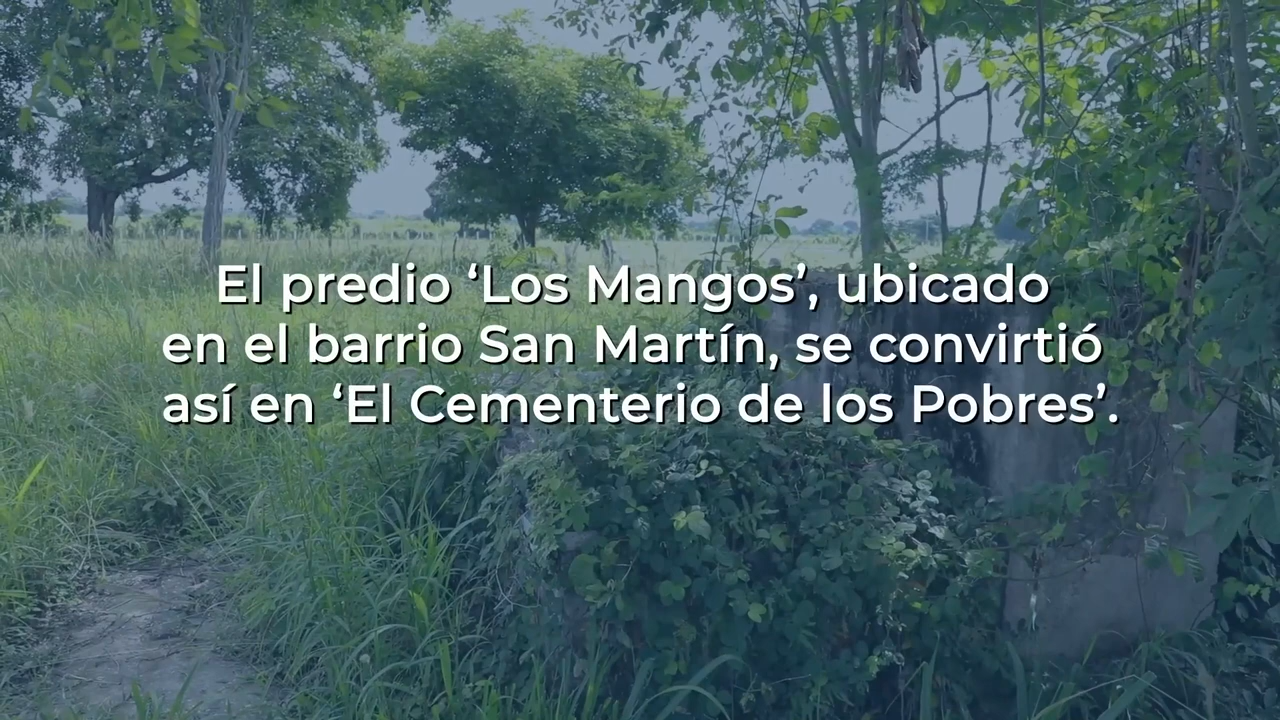 El predio ‘Los Mangos’, ubicado
en el barrio San Martín, se convirtió
así en ‘El Cementerio de los Pobres’.